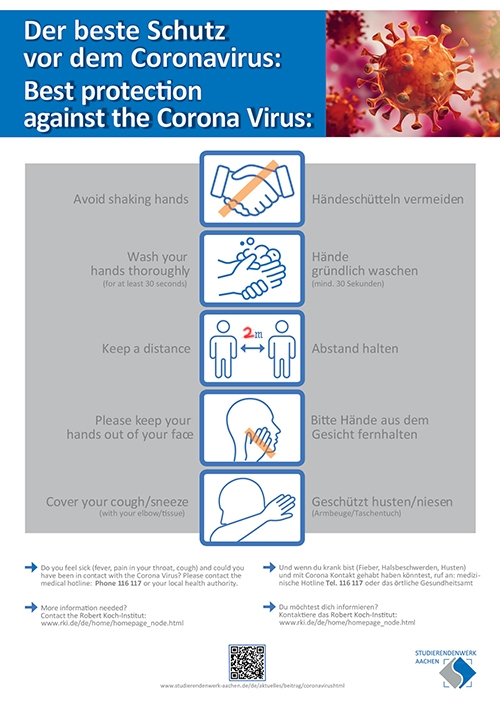 Der beste Schutz
vor dem Coronavirus:
Best protection
against the Corona Virus:
Avoid shaking hands
Händeschütteln vermeiden
Wash your
hands thoroughly
(for at least 30 seconds)
Hände
gründlich waschen
(mind. 30 Sekunden)
Keep a distance
2m
Abstand halten
Please keep your
hands out of your face
Bitte Hände aus dem
Gesicht fernhalten
Cover your cough/sneeze
(with your elbow/tissue)
Geschützt husten/niesen
(Armbeuge/Taschentuch)
Do you feel sick (fever, pain in your throat, cough) and could you
have been in contact with the Corona Virus? Please contact the
medical hotline: Phone 116 117 or your local health authority.
Und wenn du krank bist (Fieber, Halsbeschwerden, Husten)
und mit Corona Kontakt gehabt haben könntest, ruf an: medizi-
nische Hotline Tel. 116 117 oder das örtliche Gesundheitsamt
More information needed?
Contact the Robert Koch-Institut:
www.rki.de/de/home/homepage_node.html
Du möchtest dich informieren?
Kontaktiere das Robert Koch-Institut:
www.rki.de/de/home/homepage_node.html
STUDIERENDENWERK
AACHEN
www.studierendenwerk-aachen.de/de/aktuelles/beitrag/coronavirushtml